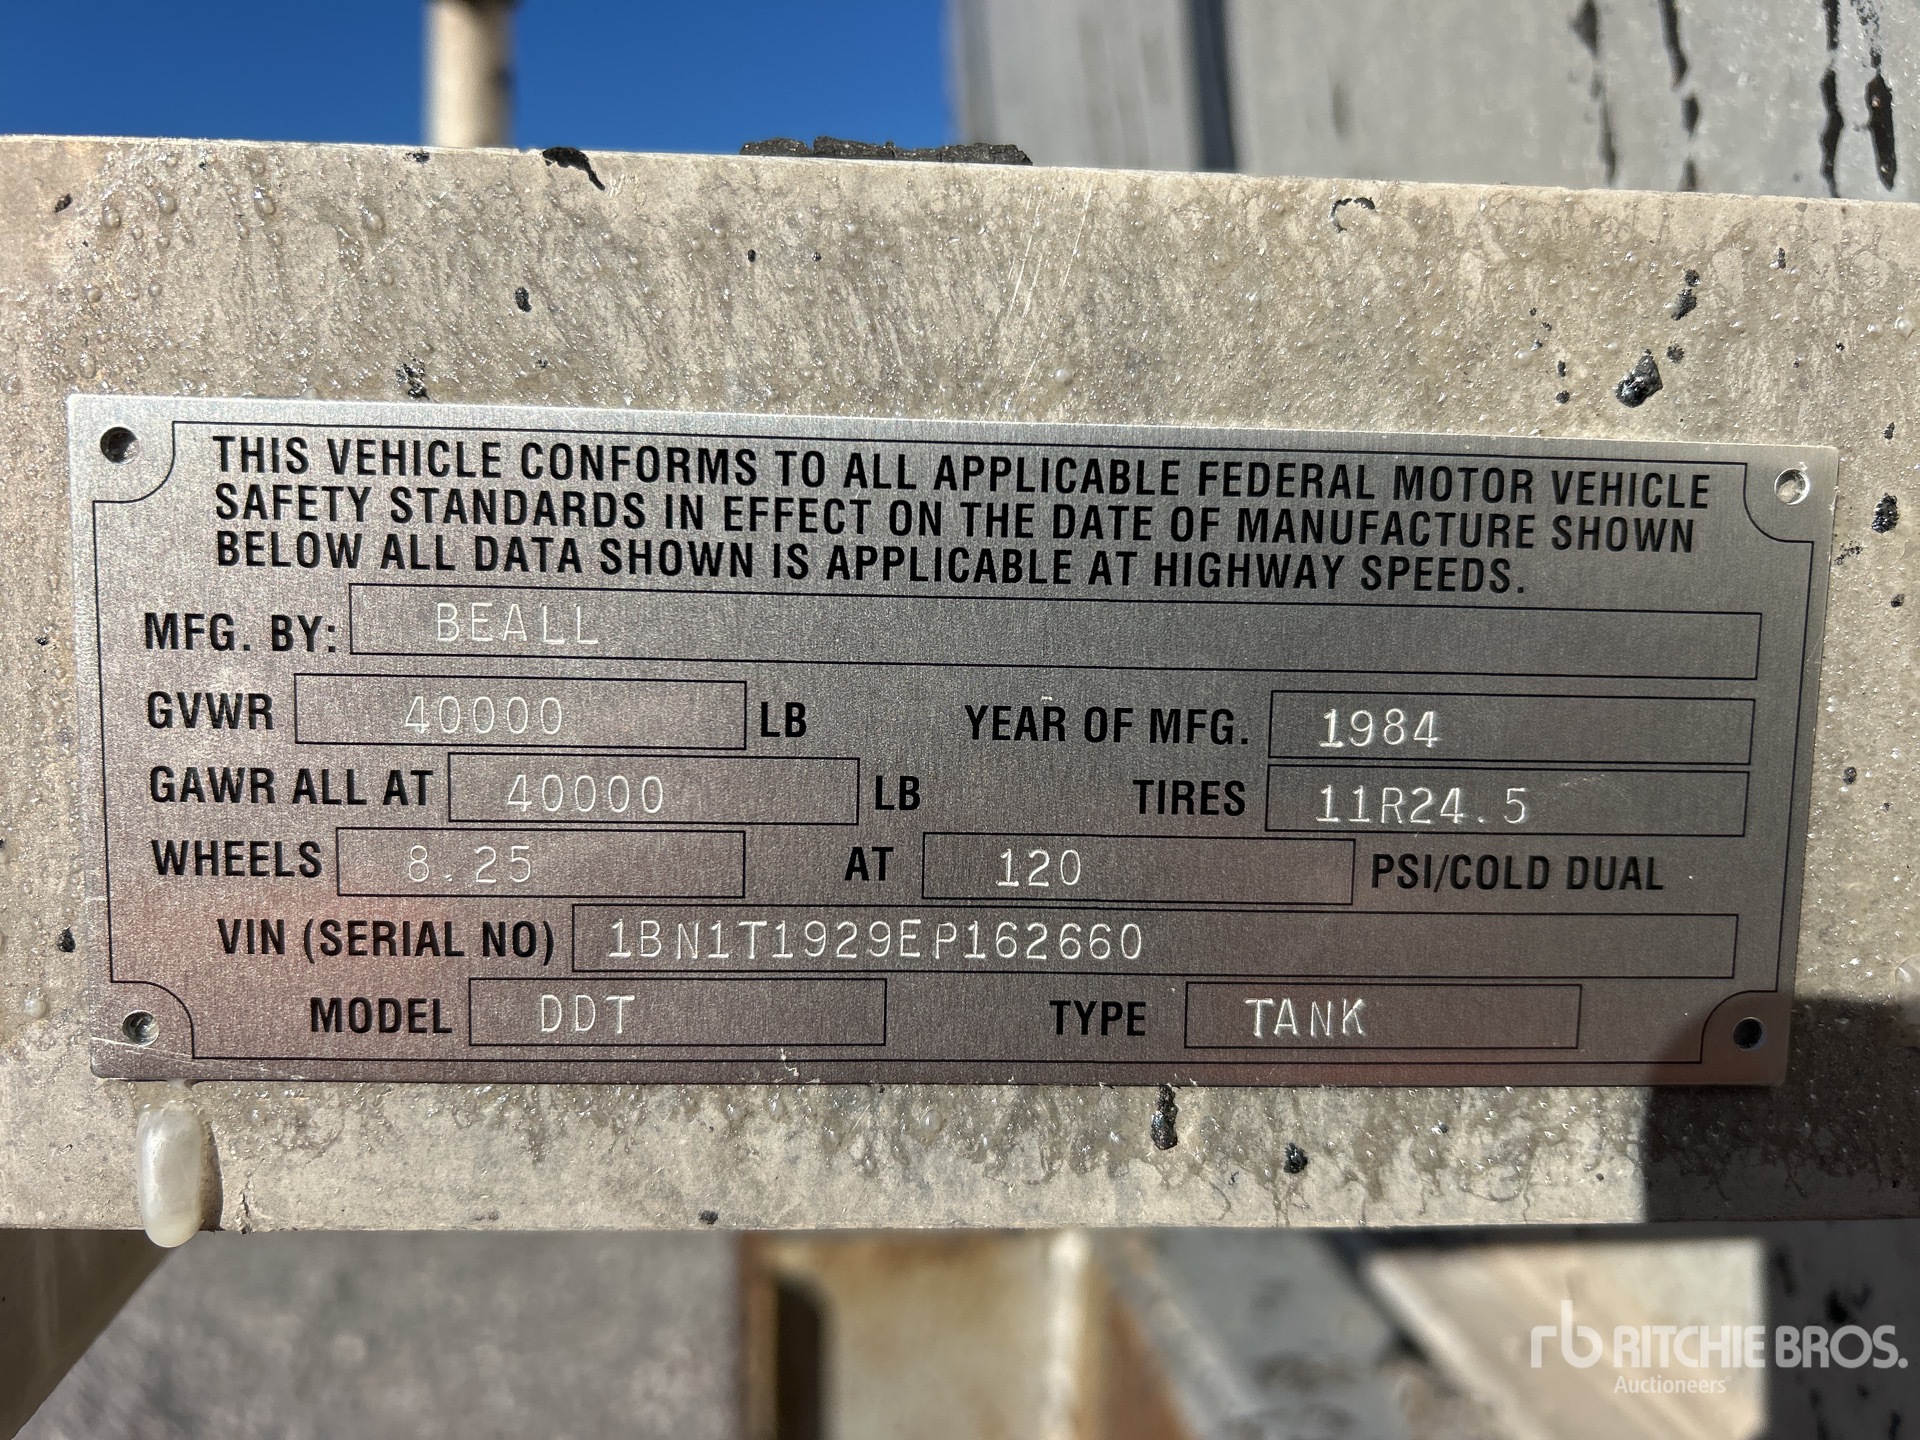 THIS VEHICLE CONFORMS TO ALL APPLICABLE FEDERAL MOTOR VEHICLE
SAFETY STANDARDS IN EFFECT ON THE DATE OF MANUFACTURE SHOWN
BELOW ALL DATA SHOWN IS APPLICABLE AT HIGHWAY SPEEDS.
MFG. BY: BEALL
GVWR 40000 LB YEAR OF MFG. 1984
GAWR ALL AT 40000 LB TIRES 11R24.5
WHEELS 8.25 AT 120 PSI/COLD DUAL
VIN (SERIAL NO) 1BN1T1929EP162660
MODEL DDT TYPE TANK
rb RITCHIE BROS.
Auctioneers